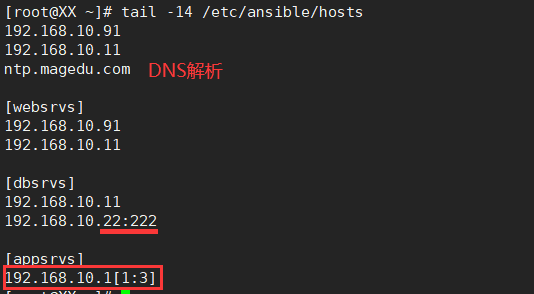 [root@XX ~]# tail -14 /etc/ansible/hosts
192.168.10.91
192.168.10.11
ntp.magedu.com DNS解析
[websrvs]
192.168.10.91
192.168.10.11
[dbsrvs]
192.168.10.11
192.168.10.22:222
[appsrvs]
192.168.10.1[1:3]